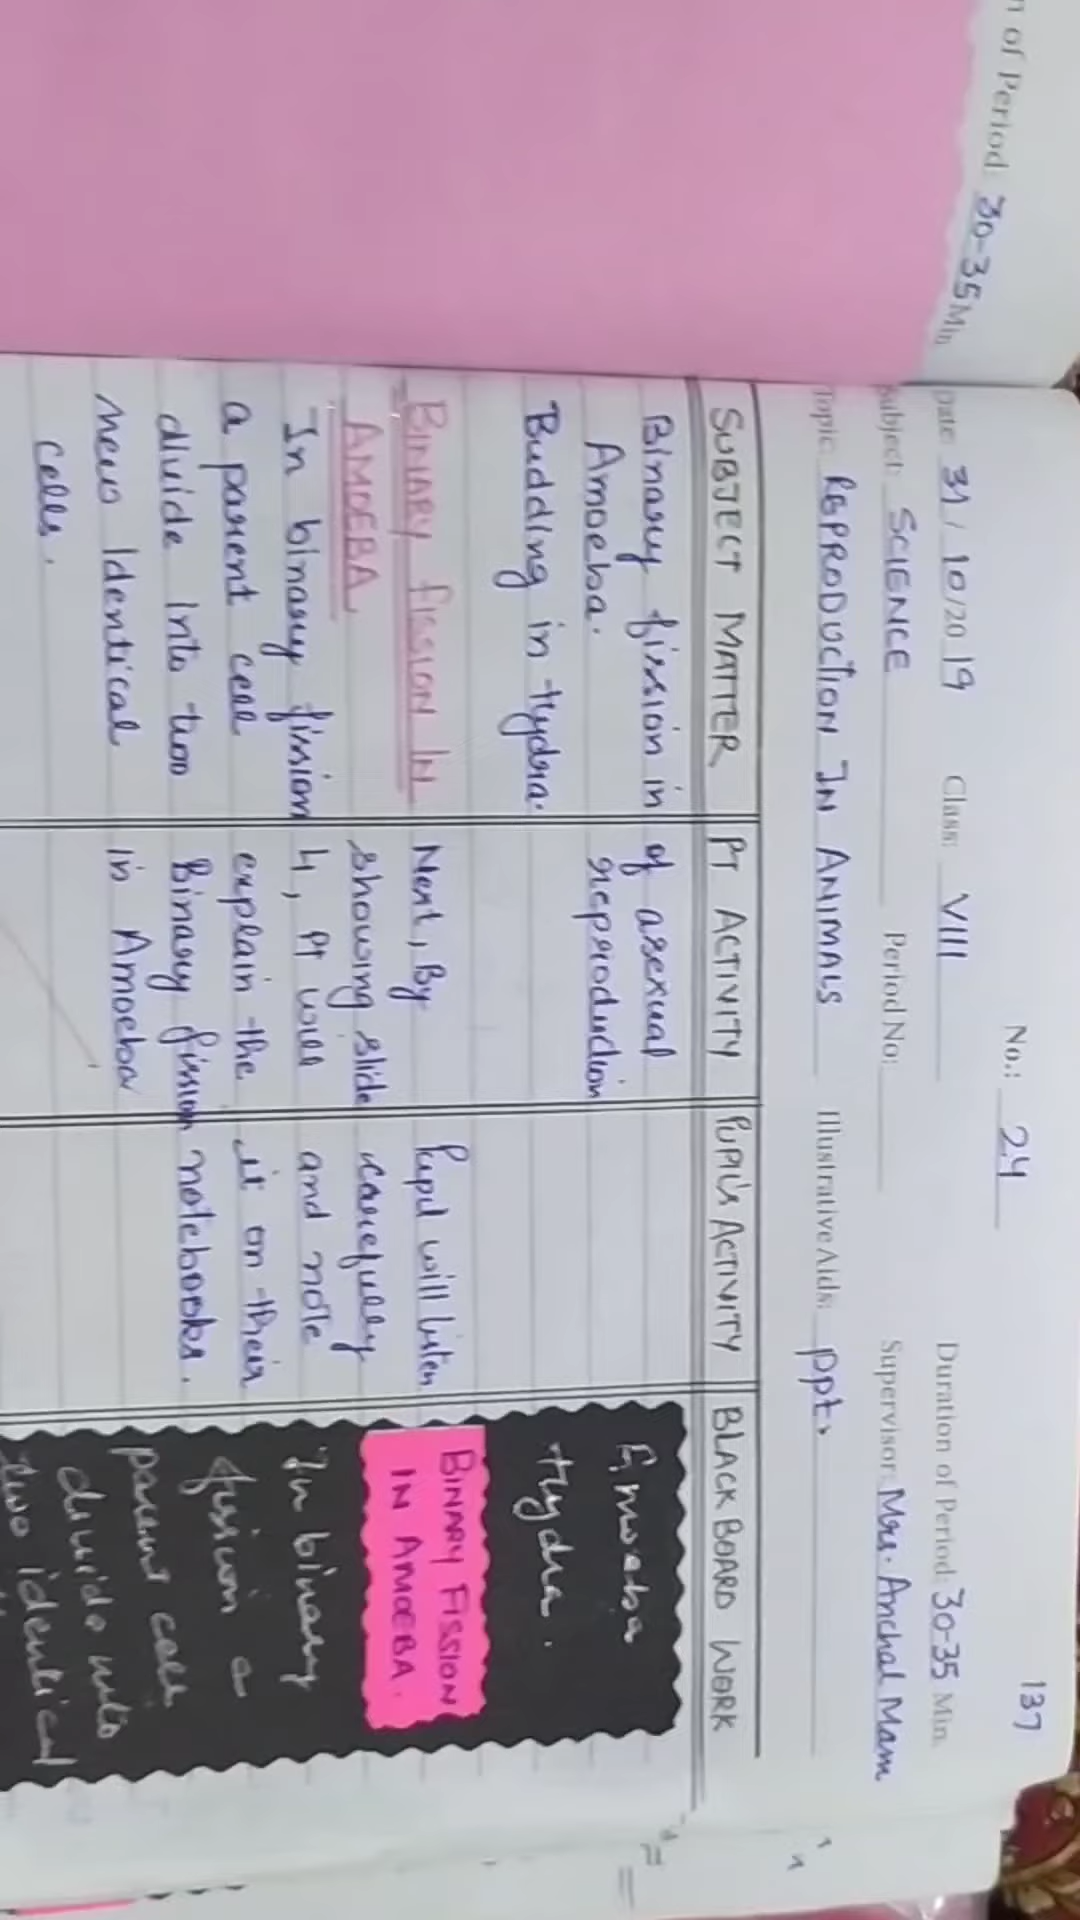 n of Period: 30-35 Min
137
No.: 24
Date 31/10/2019 Class: VIII Duration of Period: 30-35 Min.
Subject: SCIENCE Period No: Supervisor: Mrs. Anchal Mam
Topic REPRODUCTION IN ANIMALS Illustrative Aids: ppt.
SUBJECT MATTER
Binary fission in
Amoeba.
Budding in Hydra.
BINARY FISSION IN
AMOEBA
In binary fission
a parent cell
divide into two
new identical
cells.
PT ACTIVITY
of asexual
reproduction
Next, By
showing slide
4, PT will
explain the
Binary fission
in Amoeba
PUPIL'S ACTIVITY
Pupil will listen
carefully
and note
it on their
notebooks.
BLACK BOARD WORK
Amoeba
Hydra.
BINARY FISSION
IN AMOEBA.
In binary
fission a
parent cell
divide into
two identical